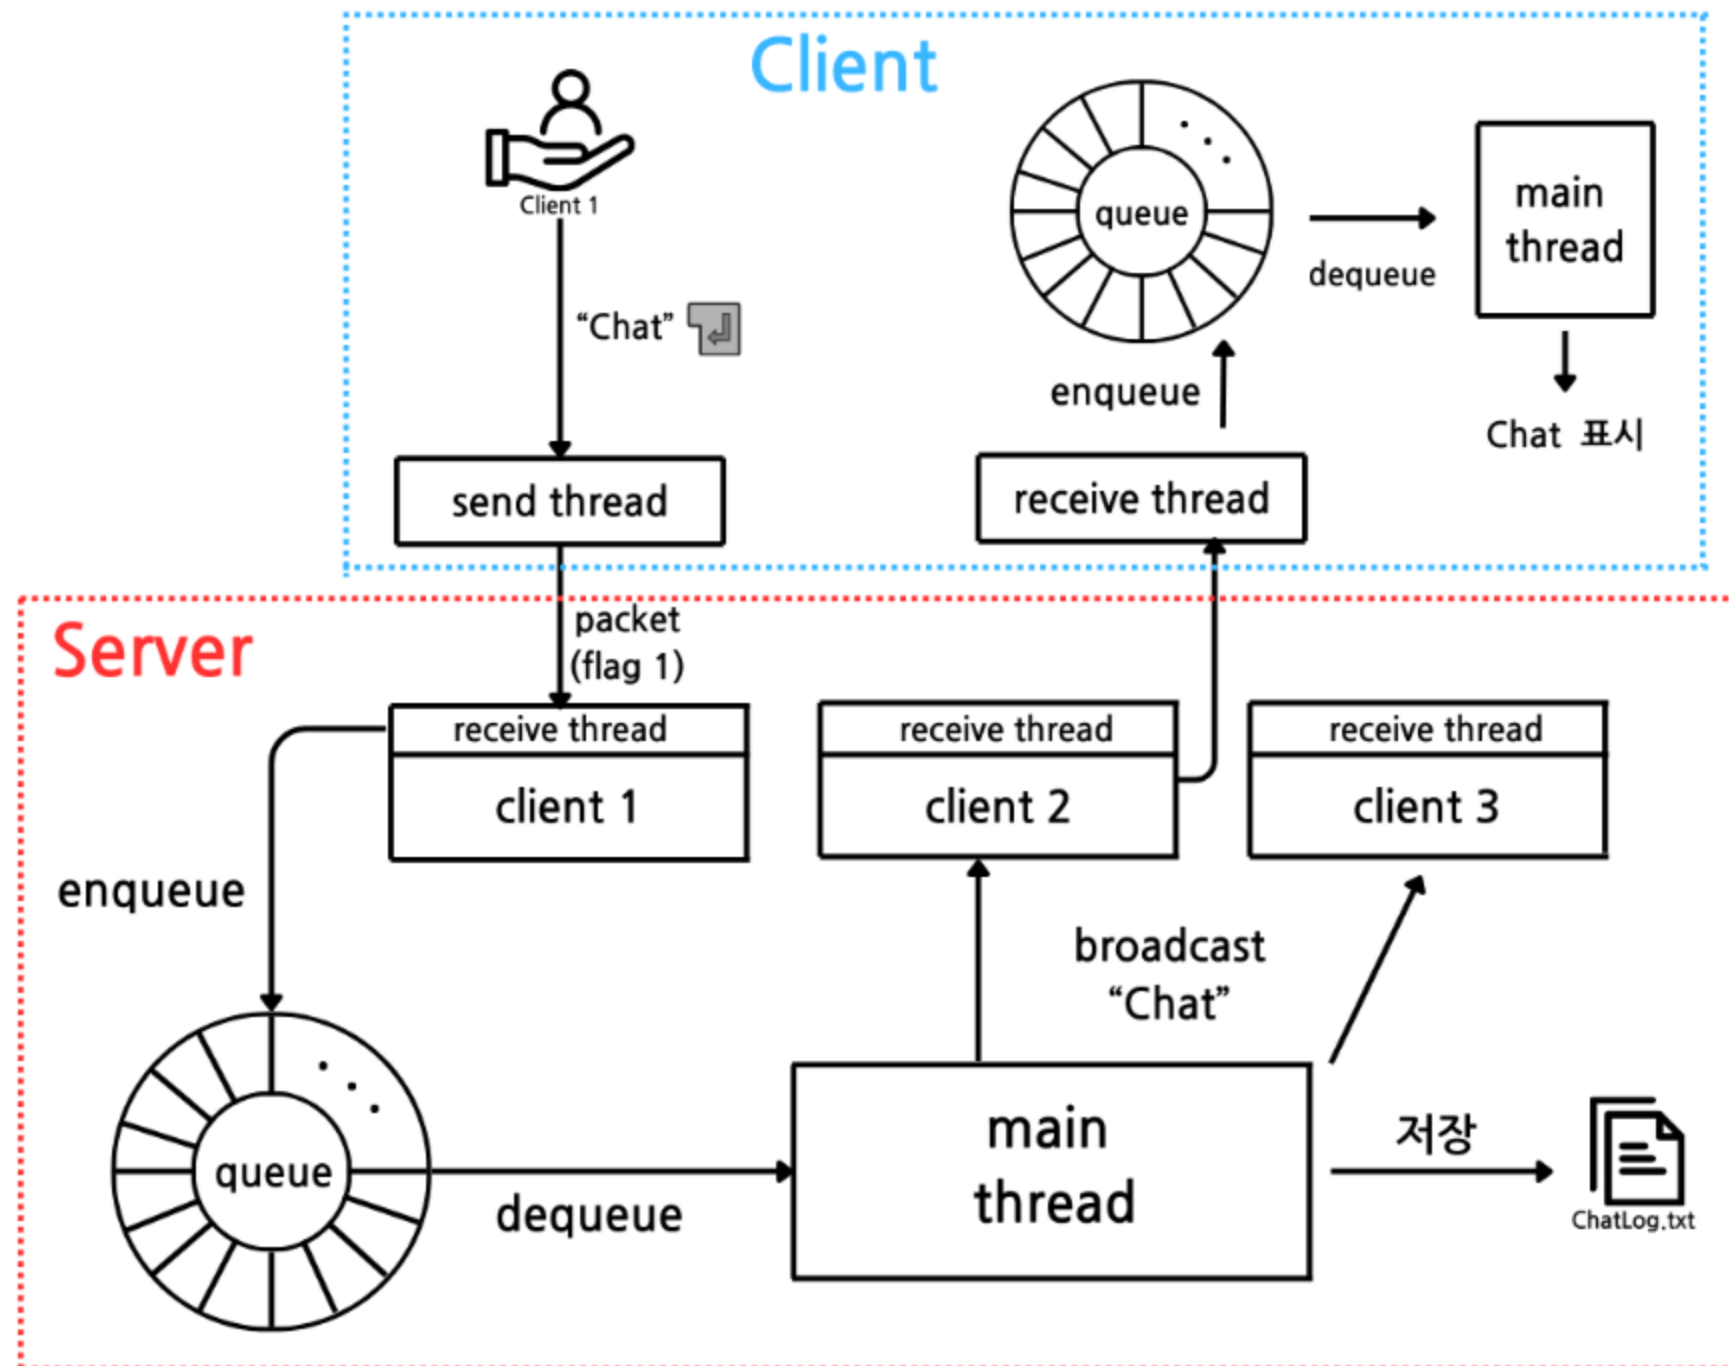 Client
Client 1
“Chat”
send thread
queue
dequeue
main
thread
Chat 표시
enqueue
receive thread
Server
packet
(flag 1)
receive thread
client 1
receive thread
client 2
receive thread
client 3
enqueue
broadcast
“Chat”
queue
dequeue
main
thread
저장
ChatLog.txt